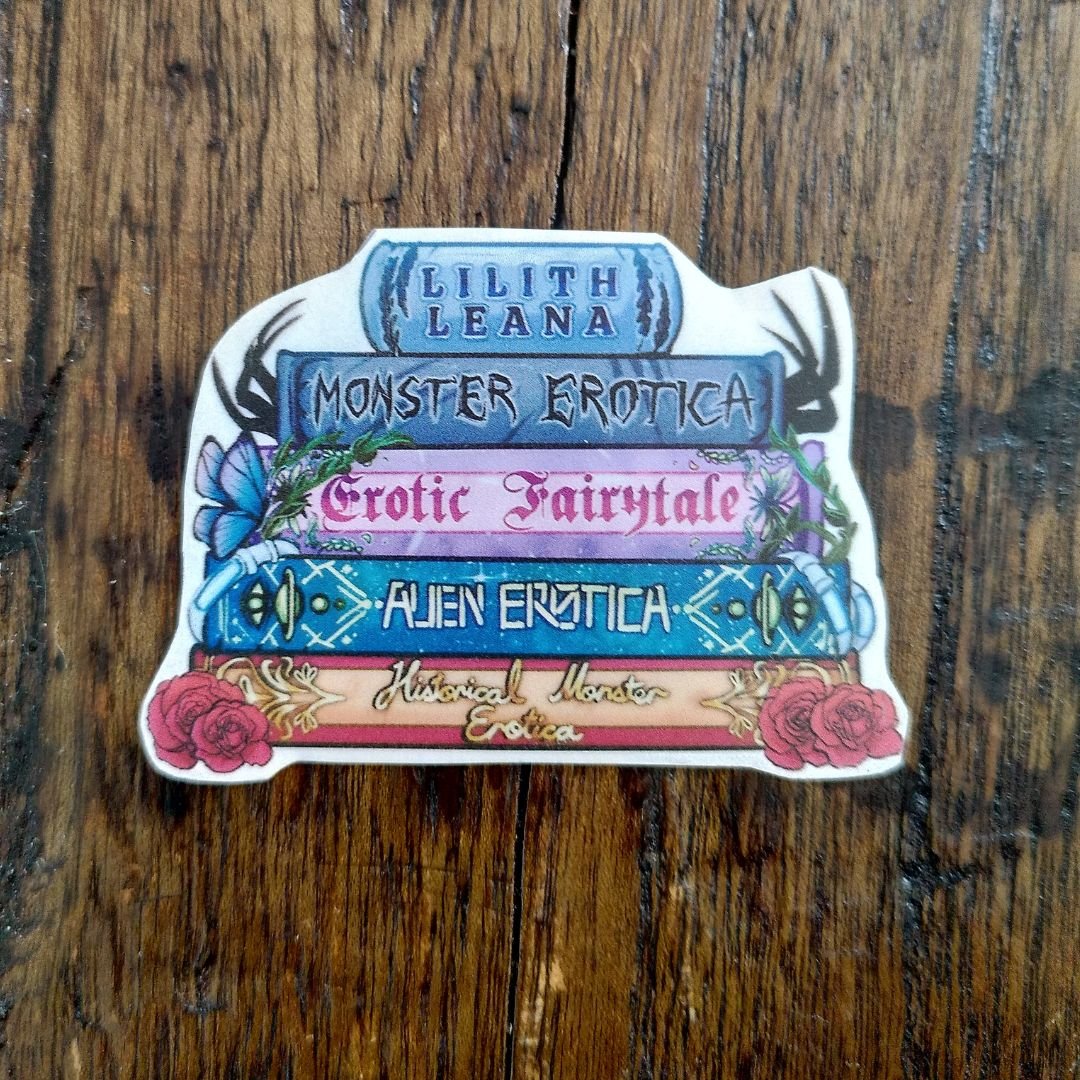 LILITH
LEANA
MONSTER EROTICA
Erotic Fairytale
ALIEN EROTICA
Historical Monster
Erotica